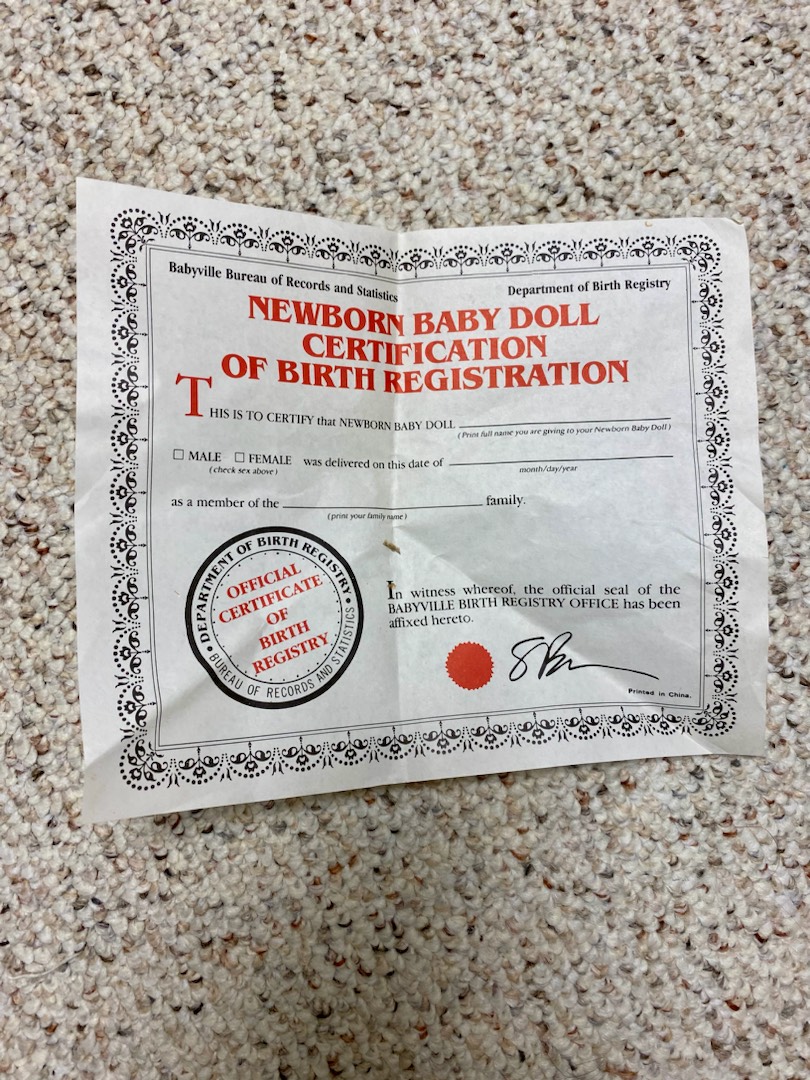 Babyville Bureau of Records and Statistics
Department of Birth Registry
NEWBORN BABY DOLL
CERTIFICATION
OF BIRTH REGISTRATION
THIS IS TO CERTIFY that NEWBORN BABY DOLL
(Print full name you are giving to your Newborn Baby Doll)
☐ MALE ☐ FEMALE was delivered on this date of
(check sex above) month/day/year
as a member of the family.
(print your family name)
DEPARTMENT OF BIRTH REGISTRY
OFFICIAL
CERTIFICATE
OF
BIRTH
REGISTRY
BUREAU OF RECORDS AND STATISTICS
In witness whereof, the official seal of the
BABYVILLE BIRTH REGISTRY OFFICE has been
affixed hereto.
Printed in China.